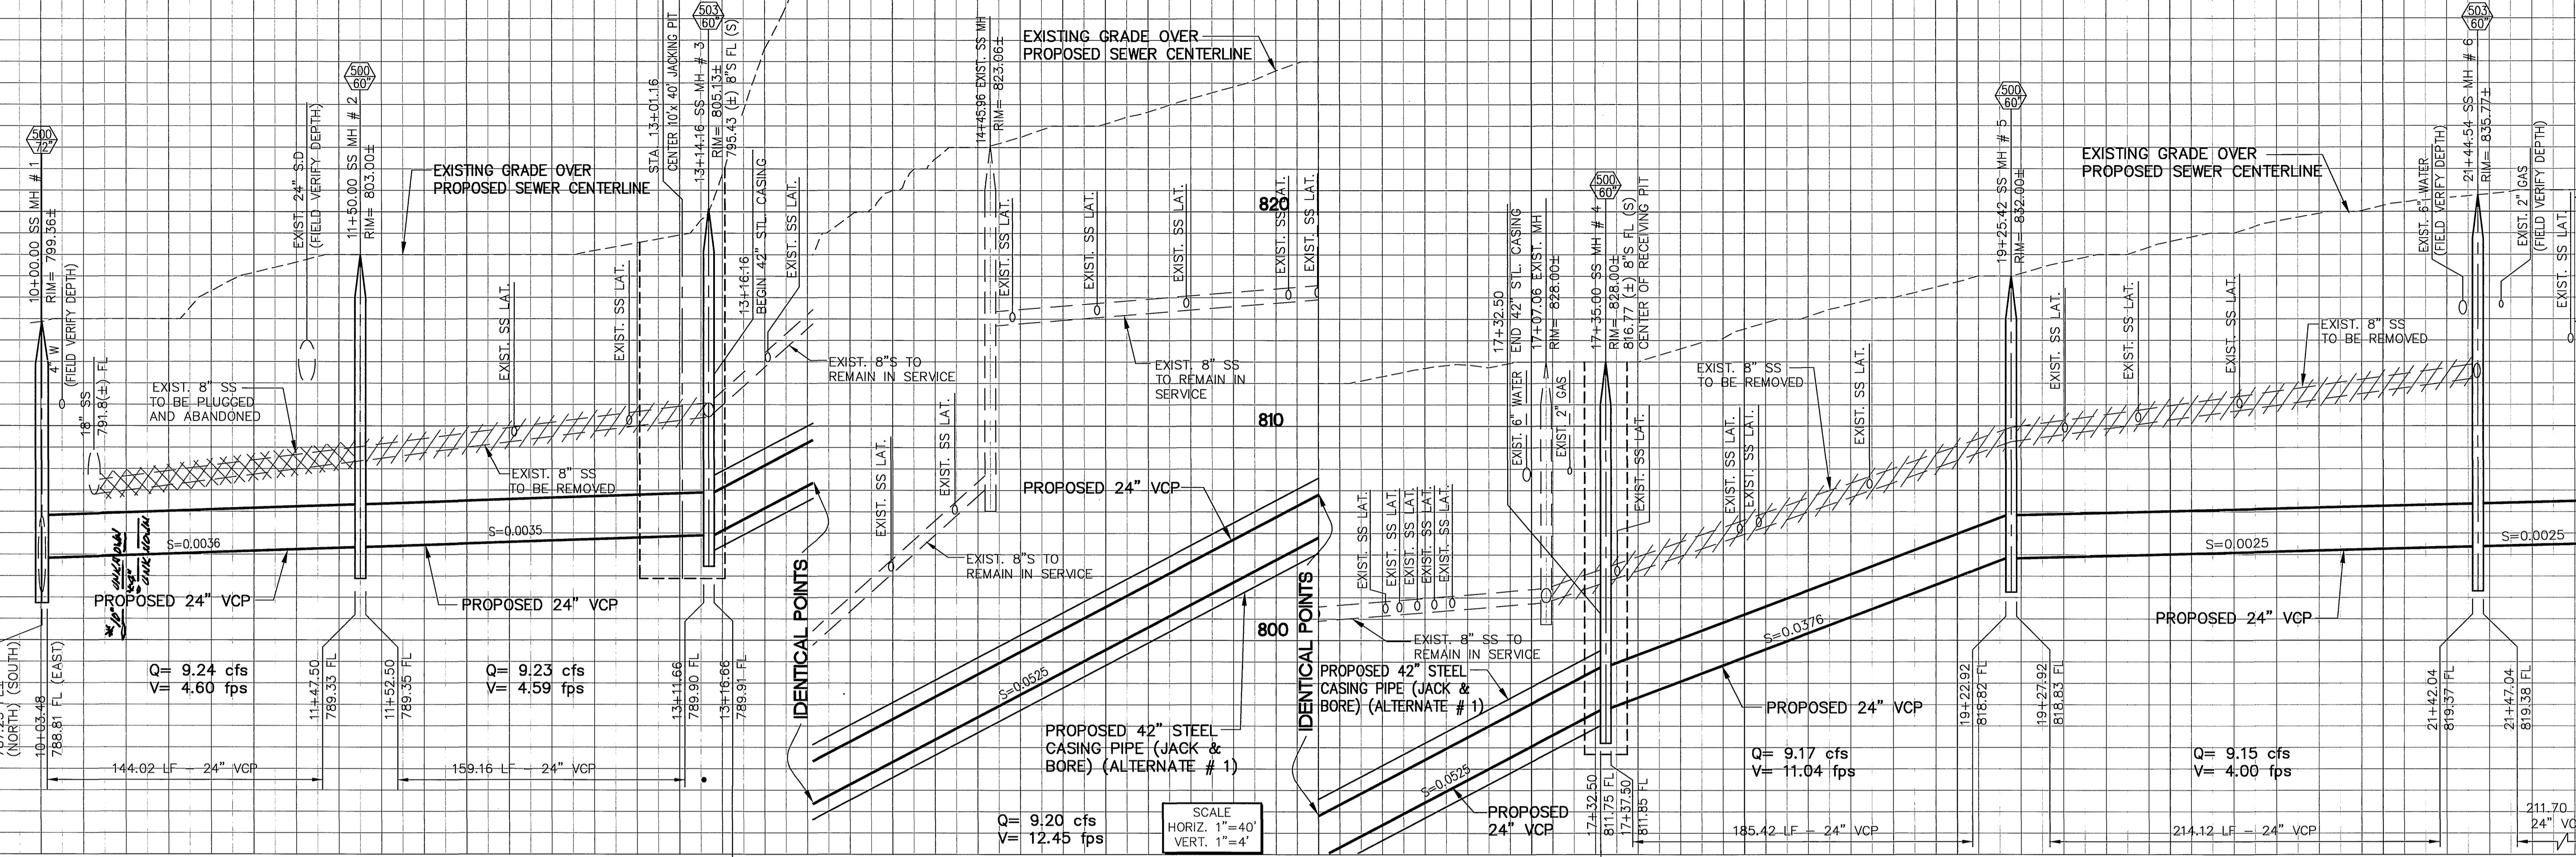 500
72"
10+00.00 SS MH # 1
RIM= 799.36±
4" W
(FIELD VERIFY DEPTH)
18" SS
791.8(±) FL
EXIST. 8" SS
TO BE PLUGGED
AND ABANDONED
EXIST. 24" S.D
(FIELD VERIFY DEPTH)
500
60"
11+50.00 SS MH # 2
RIM= 803.00±
EXISTING GRADE OVER
PROPOSED SEWER CENTERLINE
EXIST. SS LAT.
EXIST. SS LAT.
EXIST. 8" SS
TO BE REMOVED
STA. 13+01.16
CENTER 10'x 40' JACKING PIT
503
60"
13+14.16 SS MH # 3
RIM= 805.13±
795.43 (±) 8"S FL (S)
13+16.16
BEGIN 42" STL. CASING
EXIST. SS LAT.
EXIST. 8"S TO
REMAIN IN SERVICE
S=0.0036
S=0.0035
*10" UNKNOWN
UNKNOWN
PROPOSED 24" VCP
PROPOSED 24" VCP
(NORTH) (SOUTH)
10+03.48
788.81 FL (EAST)
Q= 9.24 cfs
V= 4.60 fps
11+47.50
789.33 FL
11+52.50
789.35 FL
Q= 9.23 cfs
V= 4.59 fps
13+11.66
789.90 FL
13+16.66
789.91 FL
144.02 LF - 24" VCP
159.16 LF - 24" VCP
IDENTICAL POINTS
14+45.96 EXIST. SS MH
RIM= 823.06±
EXISTING GRADE OVER
PROPOSED SEWER CENTERLINE
EXIST. SS LAT.
EXIST. SS LAT.
EXIST. SS LAT.
EXIST. SS LAT.
EXIST. SS LAT.
820
EXIST. 8" SS
TO REMAIN IN
SERVICE
EXIST. SS LAT.
EXIST. SS LAT.
810
PROPOSED 24" VCP
EXIST. 8"S TO
REMAIN IN SERVICE
800
S=0.0525
PROPOSED 42" STEEL
CASING PIPE (JACK &
BORE) (ALTERNATE # 1)
Q= 9.20 cfs
V= 12.45 fps
SCALE
HORIZ. 1"=40'
VERT. 1"=4'
IDENTICAL POINTS
EXIST. SS LAT.
EXIST. SS LAT.
EXIST. SS LAT.
EXIST. SS LAT.
EXIST. SS LAT.
EXIST. 8" SS TO
REMAIN IN SERVICE
PROPOSED 42" STEEL
CASING PIPE (JACK &
BORE) (ALTERNATE # 1)
S=0.0525
PROPOSED
24" VCP
17+32.50
END 42" STL. CASING
17+07.06 EXIST. MH
RIM= 828.00±
EXIST. 6" WATER
EXIST. 2" GAS
500
60"
17+35.00 SS MH # 4
RIM= 828.00±
816.77 (±) 8"S FL (S)
CENTER OF RECEIVING PIT
EXIST. SS LAT.
EXIST. 8" SS
TO BE REMOVED
EXIST. SS LAT.
EXIST. SS LAT.
EXIST. SS LAT.
S=0.0376
PROPOSED 24" VCP
Q= 9.17 cfs
V= 11.04 fps
17+32.50
811.75 FL
17+37.50
811.85 FL
185.42 LF - 24" VCP
500
60"
19+25.42 SS MH # 5
RIM= 832.00±
EXISTING GRADE OVER
PROPOSED SEWER CENTERLINE
EXIST. SS LAT.
EXIST. SS LAT.
EXIST. SS LAT.
EXIST. 8" SS
TO BE REMOVED
EXIST. 6" WATER
(FIELD VERIFY DEPTH)
503
60"
21+44.54 SS MH # 6
RIM= 835.77±
EXIST. 2" GAS
(FIELD VERIFY DEPTH)
EXIST. SS LAT.
S=0.0025
S=0.0025
PROPOSED 24" VCP
19+22.92
818.82 FL
19+27.92
818.83 FL
Q= 9.15 cfs
V= 4.00 fps
21+42.04
819.37 FL
21+47.04
819.38 FL
214.12 LF - 24" VCP
211.70
24" VC